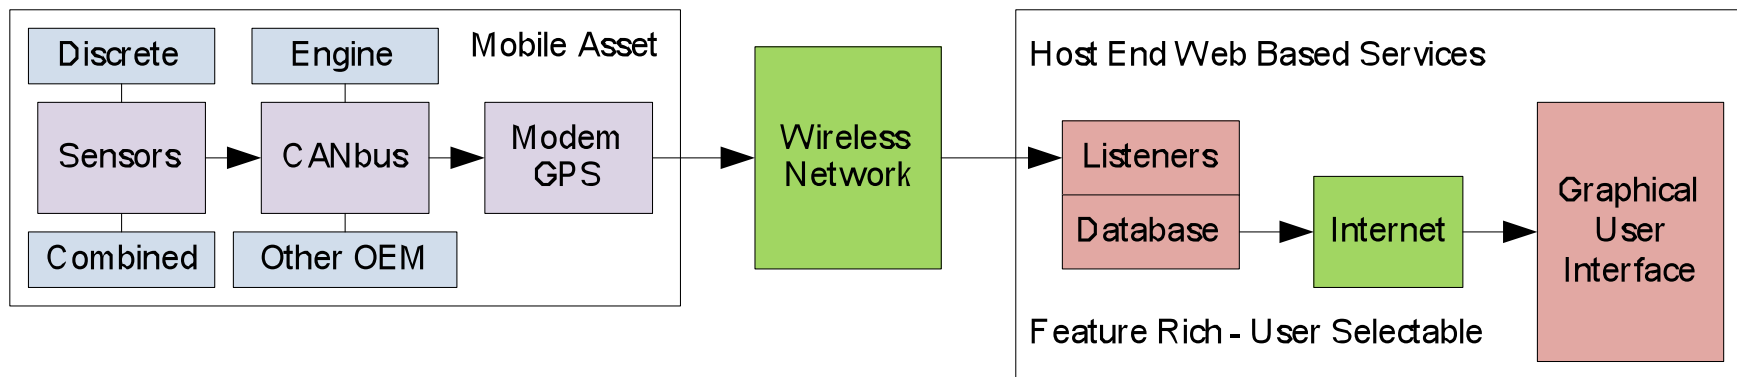 Discrete
Engine
Mobile Asset
Sensors
CANbus
Modem
GPS
Combined
Other OEM
Wireless
Network
Host End Web Based Services
Listeners
Database
Internet
Graphical
User
Interface
Feature Rich - User Selectable